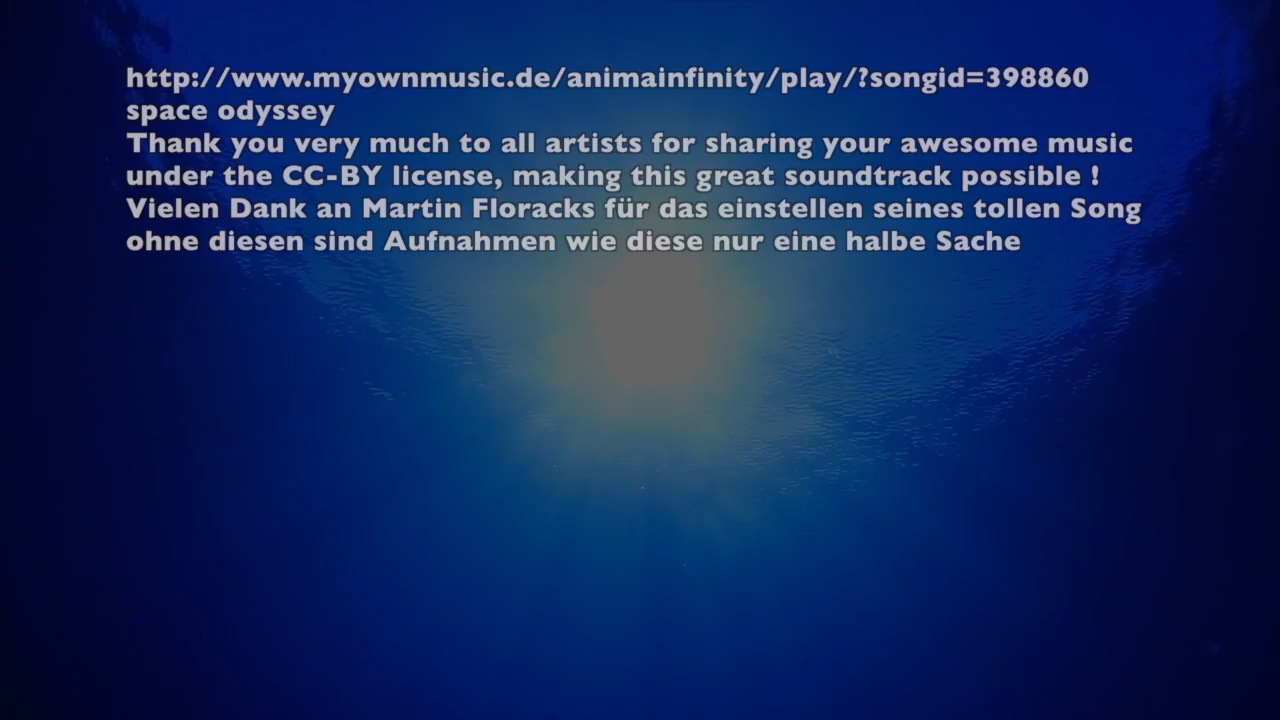 http://www.myownmusic.de/animainfinity/play/?songid=398860
space odyssey
Thank you very much to all artists for sharing your awesome music
under the CC-BY license, making this great soundtrack possible !
Vielen Dank an Martin Floracks für das einstellen seines tollen Song
ohne diesen sind Aufnahmen wie diese nur eine halbe Sache